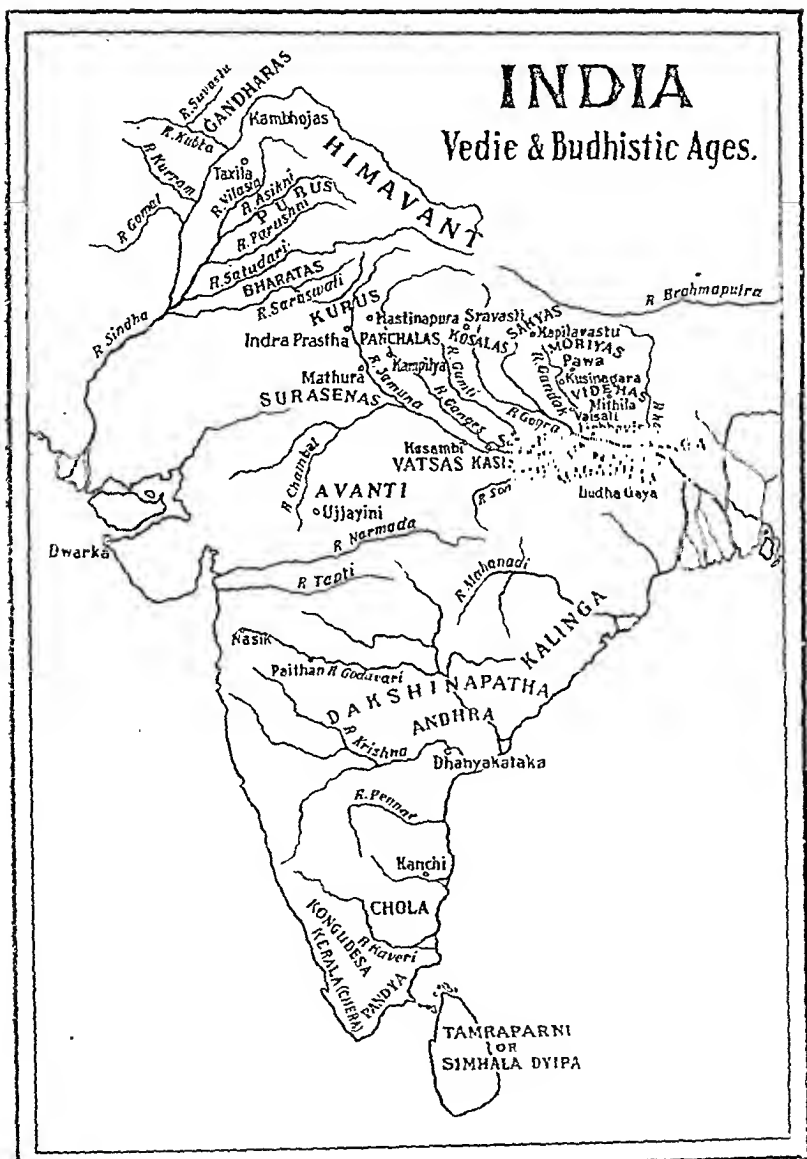 INDIA
Vedie & Budhistic Ages.
R. Suvastu
GANDHARAS
R. Kubha
Kambhojas
R. Kurram
HIMAVANT
Taxila
R. Vitasta
R. Asikni
PURUS
R. Parushni
R. Gomal
R. Satudari.
BHARATAS
R. Saraswati
R. Sindha
R Brahmaputra
KURUS
Hastinapura
Sravasti
SAKYAS
Kapilavastu
Indra Prastha
PANCHALAS
KOSALAS
MORIYAS
Pawa
Kampilya
R. Gumti
R. Gandak
Kusinagara
Mathura
R. Jamuna
R. Ganges
VIDEHAS
Mithila
SURASENAS
R. Gogra
Vaisali
Kasambi
VATSAS
KASI
R. Chambal
AVANTI
Ujjayini
R Son
Budha Gaya
R Narmada
Dwarka
R Tapti
R. Mahanadi
KALINGA
Nasik
Paithan
R Godavari
DAKSHINAPATHA
ANDHRA
R Krishna
Dhanyakataka
R. Pennar
Kanchi
CHOLA
KONGUDESA
R Kaveri
KERALA (CHERA)
PANDYA
TAMRAPARNI
OR
SIMHALA DYIPA